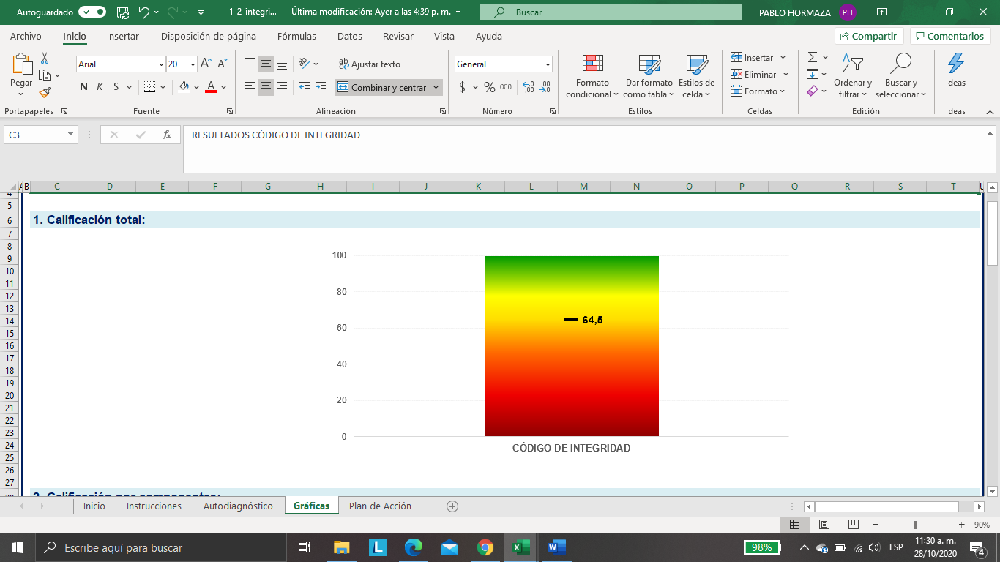 Autoguardado
1-2-integri... - Última modificación: Ayer a las 4:39 p. m.
Buscar
PABLO HORMAZA PH
Archivo Inicio Insertar Disposición de página Fórmulas Datos Revisar Vista Ayuda
Compartir Comentarios
Pegar
Portapapeles
Arial 20
N K S
Fuente
Ajustar texto
Combinar y centrar
Alineación
General
$ % 000
Número
Formato condicional
Dar formato como tabla
Estilos de celda
Estilos
Insertar
Eliminar
Formato
Celdas
Ordenar y filtrar
Buscar y seleccionar
Edición
Ideas
Ideas
C3 fx RESULTADOS CÓDIGO DE INTEGRIDAD
A B C D E F G H I J K L M N O P Q R S T U
4
5
6 1. Calificación total:
7
8
9
10
11
12
13
14
15
16
17
18
19
20
21
22
23
24
25
26
27
100
80
64,5
60
40
20
0
CÓDIGO DE INTEGRIDAD
2. Calificación por componentes:
Inicio Instrucciones Autodiagnóstico Gráficas Plan de Acción
90%
Escribe aquí para buscar
98%
ESP
11:30 a. m.
28/10/2020
4